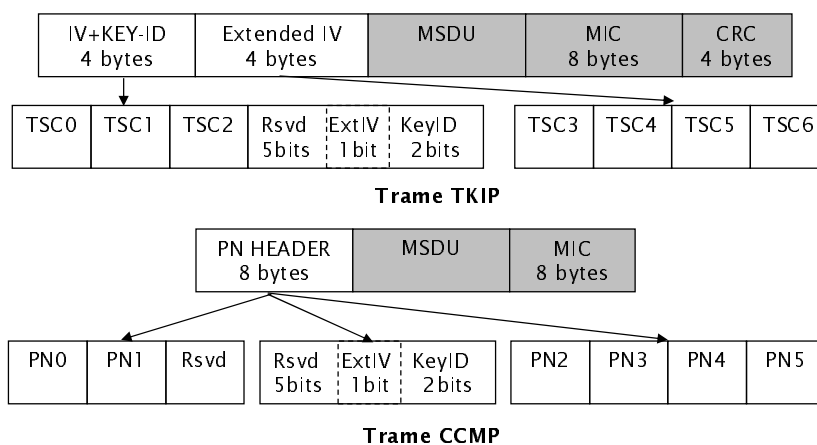 IV+KEY-ID Extended IV MSDU MIC CRC
4 bytes 4 bytes 8 bytes 4 bytes
TSC0 TSC1 TSC2 Rsvd ExtIV KeyID TSC3 TSC4 TSC5 TSC6
5bits 1bit 2bits
Trame TKIP
PN HEADER MSDU MIC
8 bytes 8 bytes
PN0 PN1 Rsvd Rsvd ExtIV KeyID PN2 PN3 PN4 PN5
5bits 1bit 2bits
Trame CCMP